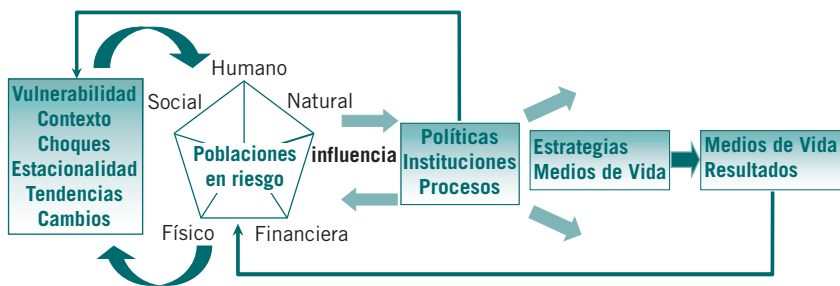 Vulnerabilidad
Contexto
Choques
Estacionalidad
Tendencias
Cambios
Humano
Social
Natural
Poblaciones
en riesgo
Físico
Financiera
influencia
Políticas
Instituciones
Procesos
Estrategias
Medios de Vida
Medios de Vida
Resultados